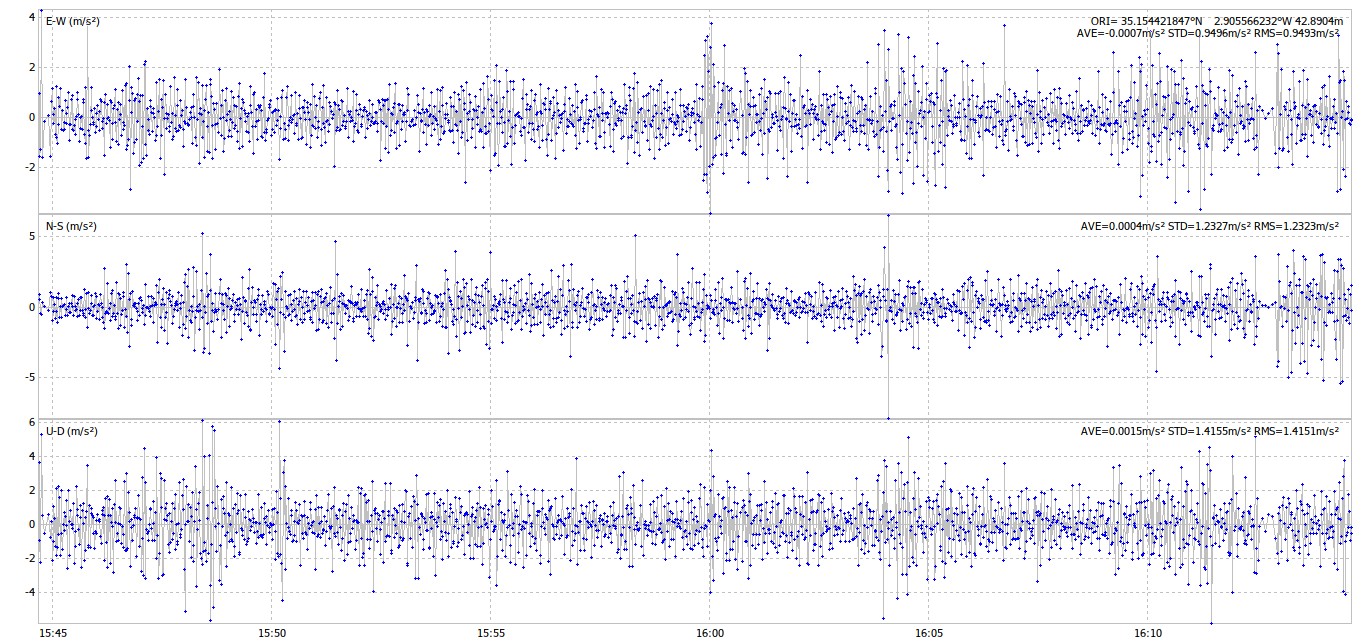 4 E-W (m/s²) ORI= 35.154421847°N 2.905566232°W 42.8904m
AVE=-0.0007m/s² STD=0.9496m/s² RMS=0.9493m/s²
2
0
-2
N-S (m/s²) AVE=0.0004m/s² STD=1.2327m/s² RMS=1.2323m/s²
5
0
-5
6
U-D (m/s²) AVE=0.0015m/s² STD=1.4155m/s² RMS=1.4151m/s²
4
2
0
-2
-4
15:45 15:50 15:55 16:00 16:05 16:10